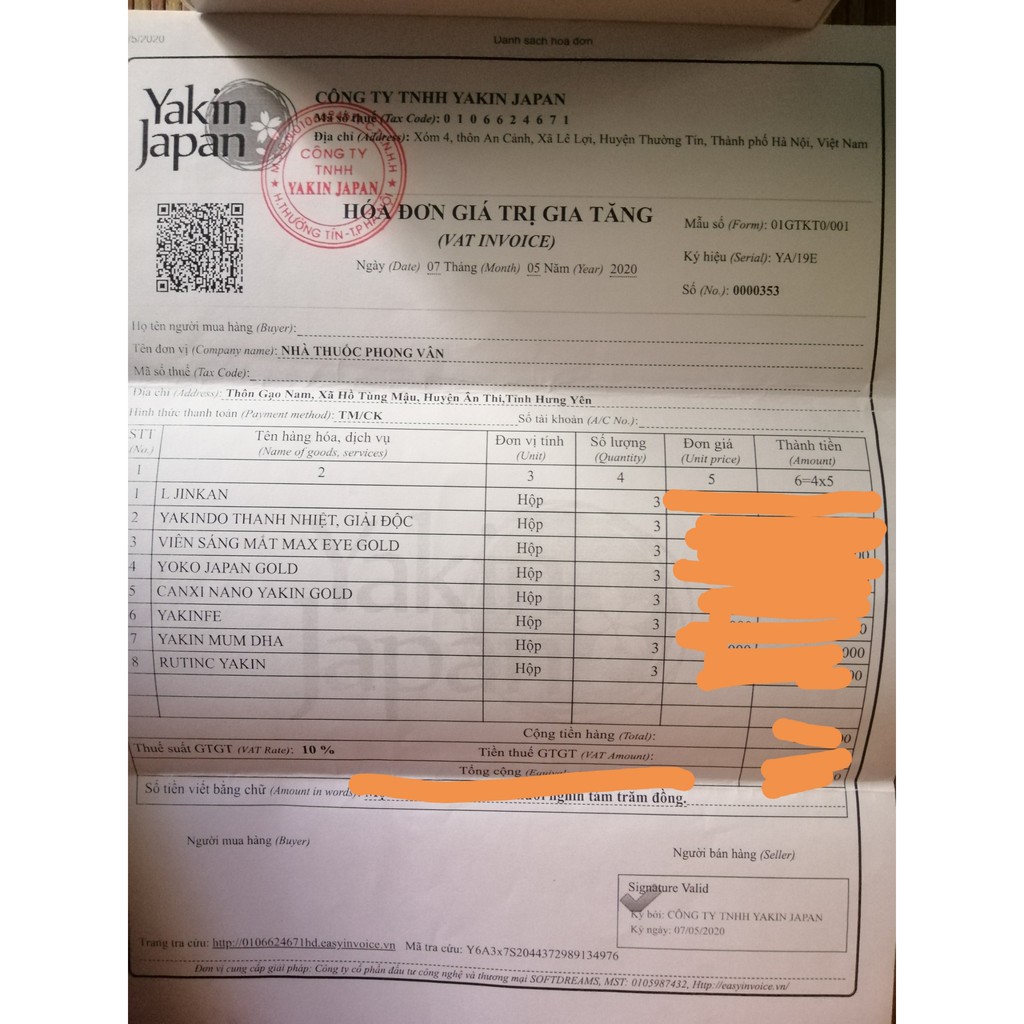 /5/2020
Danh sách hoá đơn
Yakin
Japan
CÔNG TY TNHH YAKIN JAPAN
Mã số thuế (Tax Code): 0 1 0 6 6 2 4 6 7 1
Địa chỉ (Address): Xóm 4, thôn An Cảnh, Xã Lê Lợi, Huyện Thường Tín, Thành phố Hà Nội, Việt Nam
CÔNG TY
TNHH
YAKIN JAPAN
H.THƯỜNG TÍN-T.P HÀ NỘI
HÓA ĐƠN GIÁ TRỊ GIA TĂNG
(VAT INVOICE)
Ngày (Date) 07 Tháng (Month) 05 Năm (Year) 2020
Mẫu số (Form): 01GTKT0/001
Ký hiệu (Serial): YA/19E
Số (No.): 0000353
Họ tên người mua hàng (Buyer):
Tên đơn vị (Company name): NHÀ THUỐC PHONG VÂN
Mã số thuế (Tax Code):
Địa chỉ (Address): Thôn Gạo Nam, Xã Hồ Tùng Mậu, Huyện Ân Thi,Tỉnh Hưng Yên
Hình thức thanh toán (Payment method): TM/CK Số tài khoản (A/C No.):
STT (No.) Tên hàng hóa, dịch vụ (Name of goods, services) Đơn vị tính (Unit) Số lượng (Quantity) Đơn giá (Unit price) Thành tiền (Amount)
1 2 3 4 5 6=4x5
1 L JINKAN Hộp 3
2 YAKINDO THANH NHIỆT, GIẢI ĐỘC Hộp 3
3 VIÊN SÁNG MẮT MAX EYE GOLD Hộp 3
4 YOKO JAPAN GOLD Hộp 3
5 CANXI NANO YAKIN GOLD Hộp 3
6 YAKINFE Hộp 3
7 YAKIN MUM DHA Hộp 3
8 RUTINC YAKIN Hộp 3
Cộng tiền hàng (Total):
Thuế suất GTGT (VAT Rate): 10 % Tiền thuế GTGT (VAT Amount):
Tổng cộng
Số tiền viết bằng chữ (Amount in words): nghìn tám trăm đồng.
Người mua hàng (Buyer)
Người bán hàng (Seller)
Signature Valid
Ký bởi: CÔNG TY TNHH YAKIN JAPAN
Ký ngày: 07/05/2020
Trang tra cứu: http://0106624671hd.easyinvoice.vn Mã tra cứu: Y6A3x7S2044372989134976
Đơn vị cung cấp giải pháp: Công ty cổ phần đầu tư công nghệ và thương mại SOFTDREAMS, MST: 0105987432, Http://easyinvoice.vn/